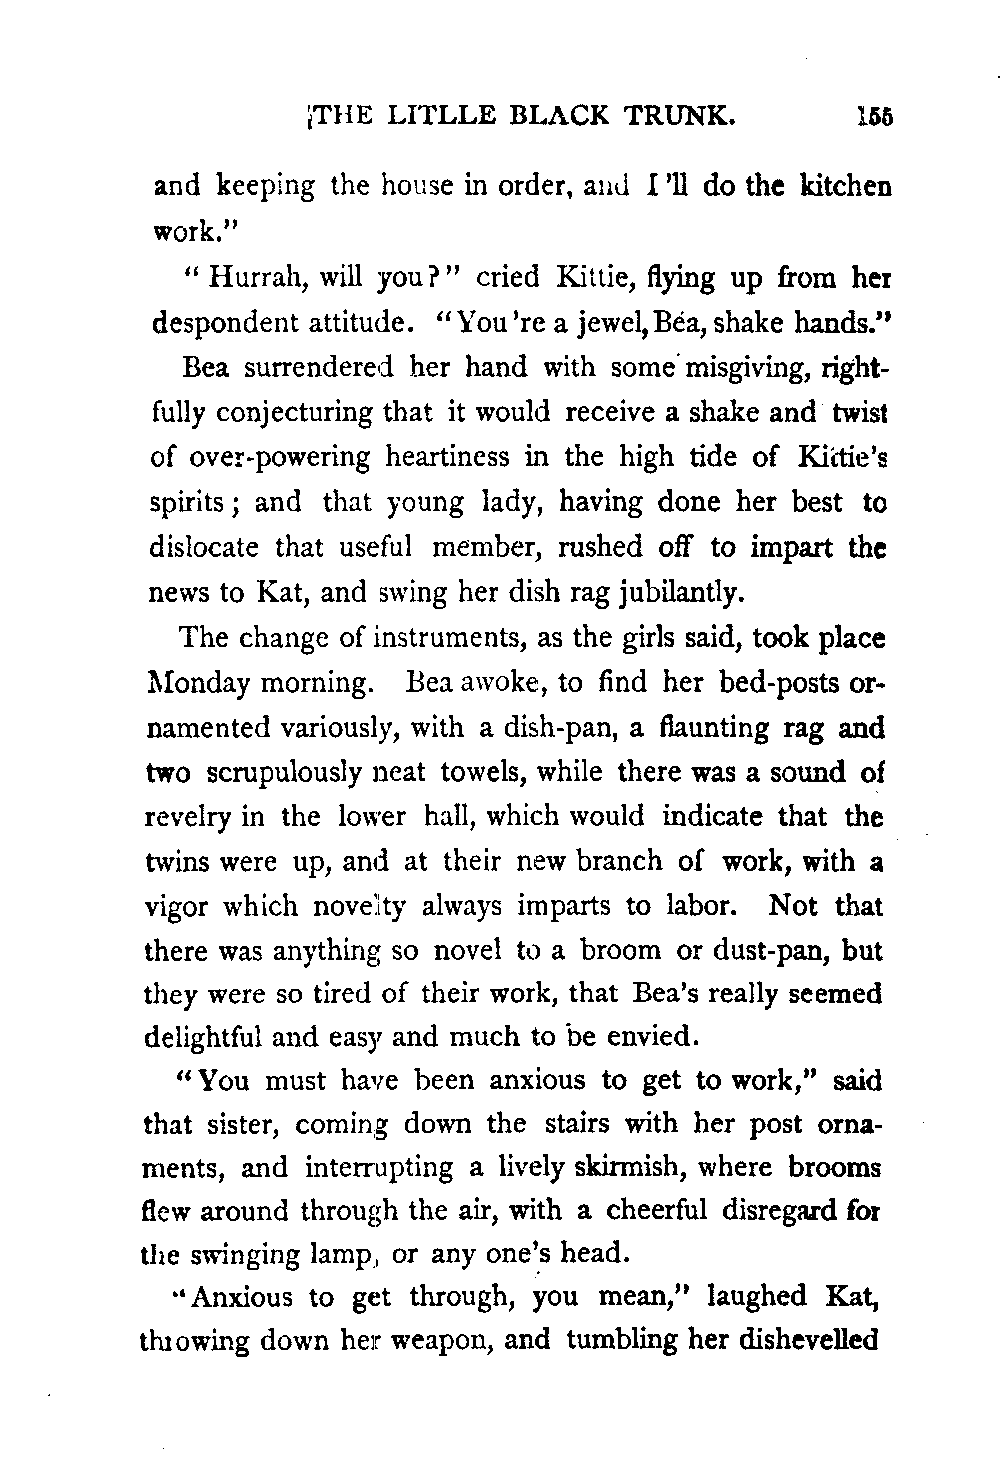 THE LITLLE BLACK TRUNK. 155
and keeping the house in order, and I'll do the kitchen
work."
"Hurrah, will you?" cried Kittie, flying up from her
despondent attitude. "You're a jewel, Bea, shake hands."
Bea surrendered her hand with some misgiving, right-
fully conjecturing that it would receive a shake and twist
of over-powering heartiness in the high tide of Kittie's
spirits; and that young lady, having done her best to
dislocate that useful member, rushed off to impart the
news to Kat, and swing her dish rag jubilantly.
The change of instruments, as the girls said, took place
Monday morning. Bea awoke, to find her bed-posts or-
namented variously, with a dish-pan, a flaunting rag and
two scrupulously neat towels, while there was a sound of
revelry in the lower hall, which would indicate that the
twins were up, and at their new branch of work, with a
vigor which novelty always imparts to labor. Not that
there was anything so novel to a broom or dust-pan, but
they were so tired of their work, that Bea's really seemed
delightful and easy and much to be envied.
"You must have been anxious to get to work," said
that sister, coming down the stairs with her post orna-
ments, and interrupting a lively skirmish, where brooms
flew around through the air, with a cheerful disregard for
the swinging lamp, or any one's head.
"Anxious to get through, you mean," laughed Kat,
throwing down her weapon, and tumbling her dishevelled